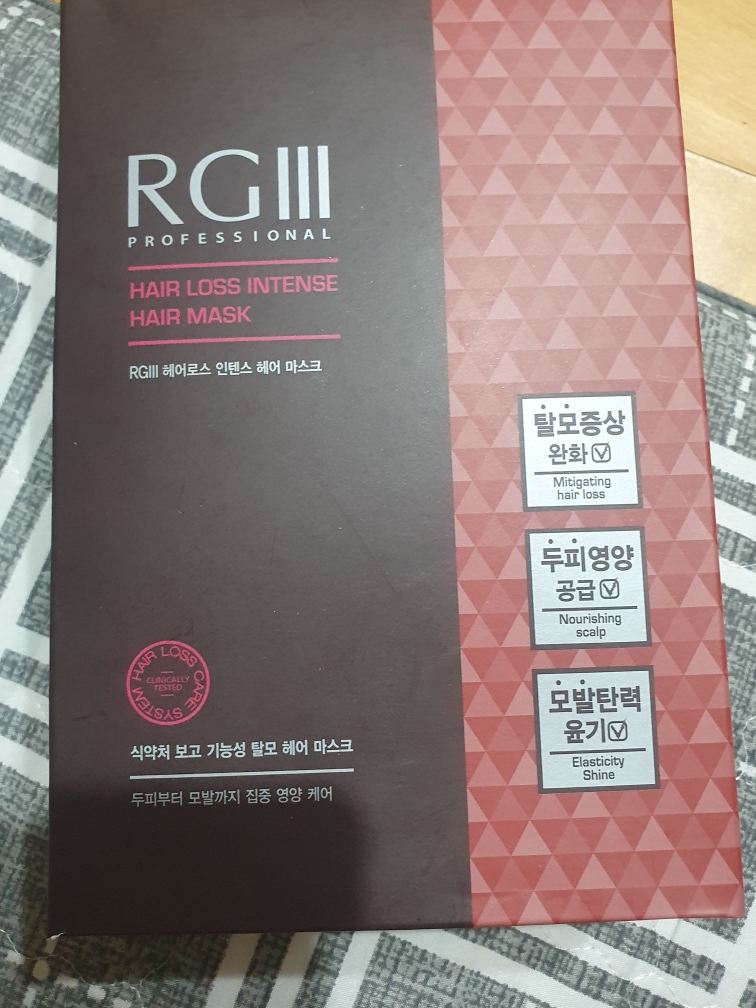 RGIII
PROFESSIONAL
HAIR LOSS INTENSE
HAIR MASK
RGIII 헤어로스 인텐스 헤어 마스크
탈모증상
완화
Mitigating
hair loss
두피영양
공급
Nourishing
scalp
모발탄력
윤기
Elasticity
Shine
HAIR LOSS CARE SYSTEM
CLINICALLY
TESTED
식약처 보고 기능성 탈모 헤어 마스크
두피부터 모발까지 집중 영양 케어